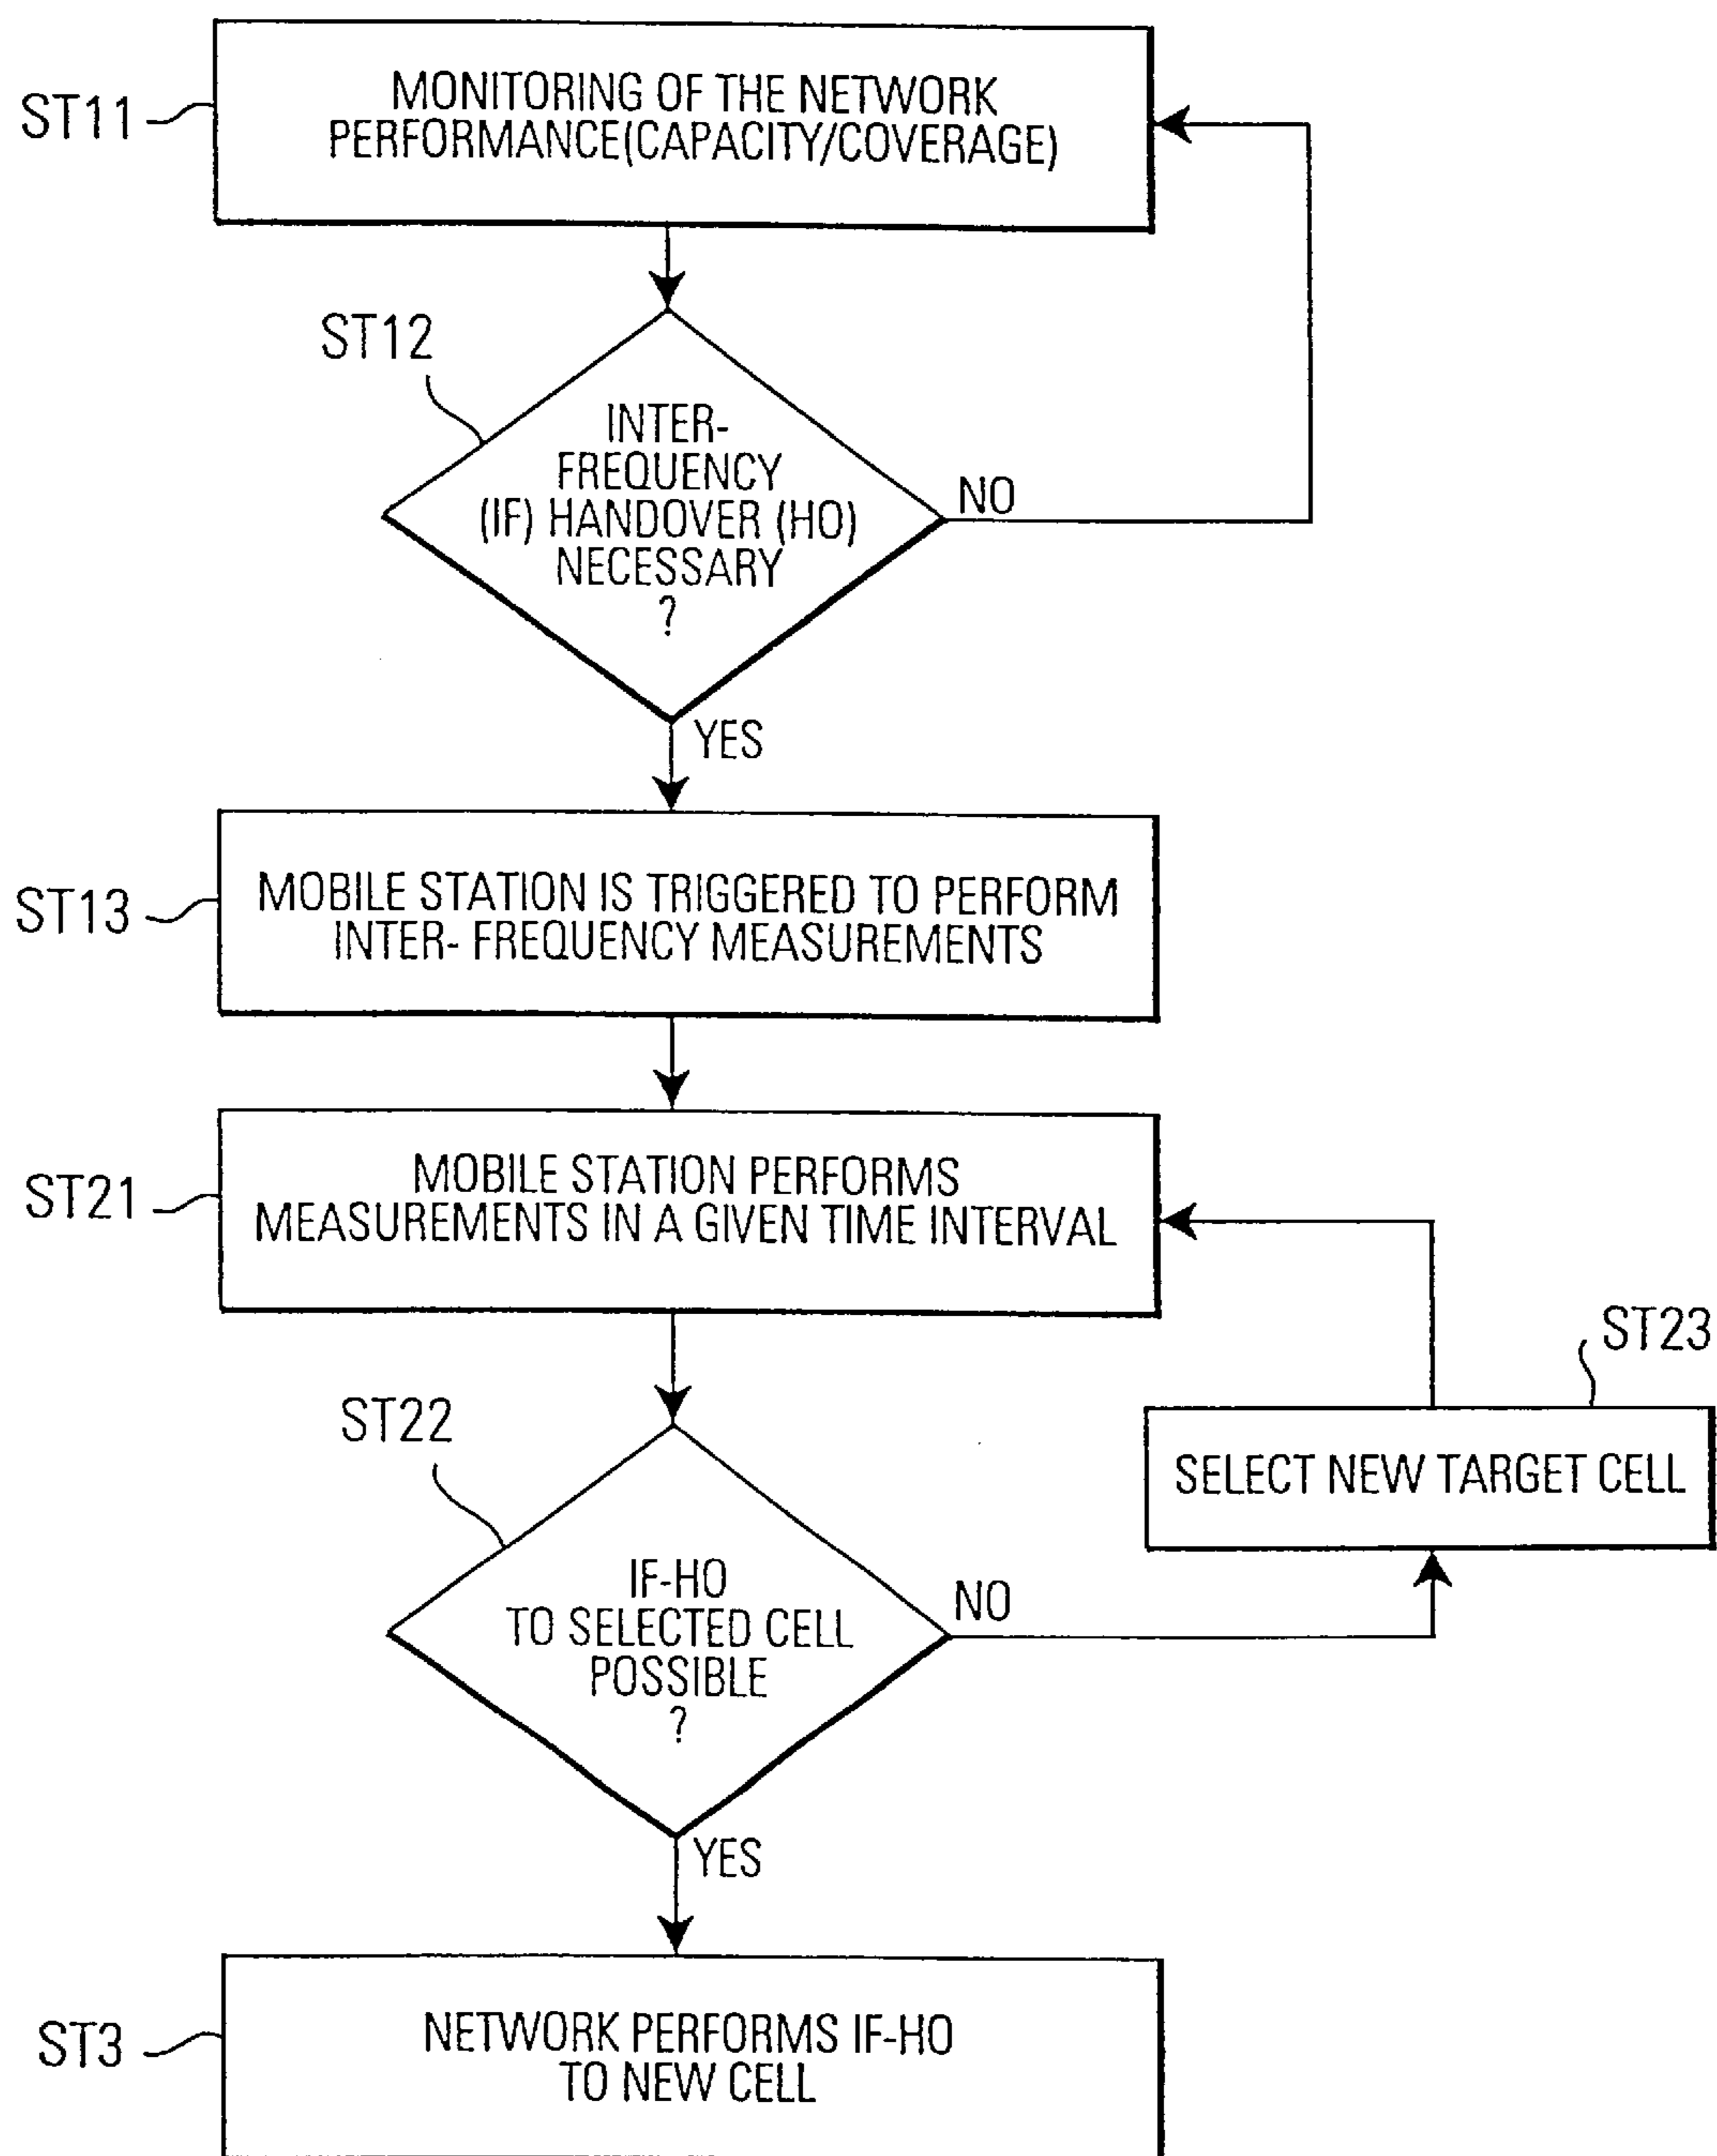 ST11
MONITORING OF THE NETWORK
PERFORMANCE(CAPACITY/COVERAGE)
ST12
INTER-
FREQUENCY
(IF) HANDOVER (HO)
NECESSARY
?
NO
YES
ST13
MOBILE STATION IS TRIGGERED TO PERFORM
INTER- FREQUENCY MEASUREMENTS
ST21
MOBILE STATION PERFORMS
MEASUREMENTS IN A GIVEN TIME INTERVAL
ST23
SELECT NEW TARGET CELL
ST22
IF-HO
TO SELECTED CELL
POSSIBLE
?
NO
YES
ST3
NETWORK PERFORMS IF-HO
TO NEW CELL